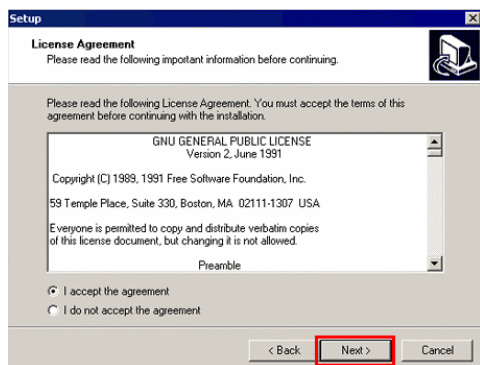 Setup
License Agreement
Please read the following important information before continuing.
Please read the following License Agreement. You must accept the terms of this
agreement before continuing with the installation.
GNU GENERAL PUBLIC LICENSE
Version 2, June 1991
Copyright (C) 1989, 1991 Free Software Foundation, Inc.
59 Temple Place, Suite 330, Boston, MA 02111-1307 USA
Everyone is permitted to copy and distribute verbatim copies
of this license document, but changing it is not allowed.
Preamble
I accept the agreement
I do not accept the agreement
< Back Next > Cancel